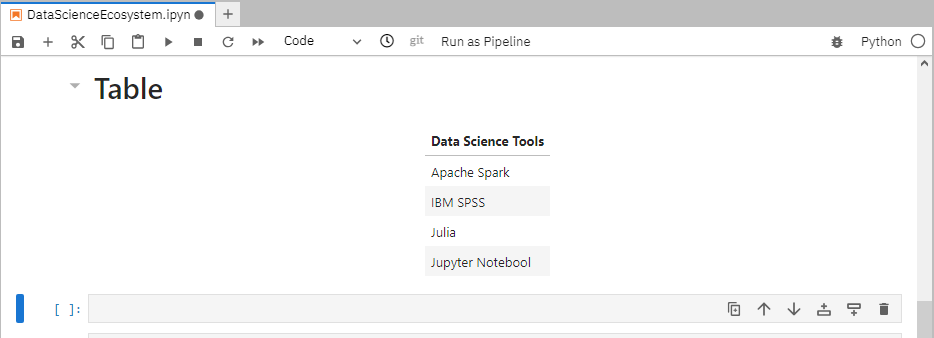 DataScienceEcosystem.ipyn
Code git Run as Pipeline Python
Table
Data Science Tools
Apache Spark
IBM SPSS
Julia
Jupyter Notebool
[ ]: